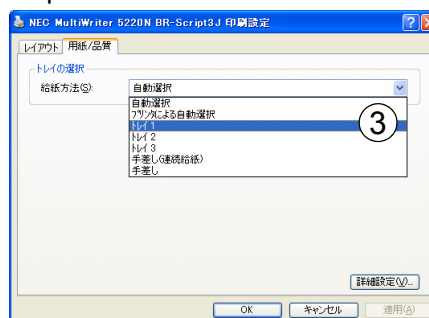 NEC MultiWriter 5220N BR-Script3J 印刷設定
レイアウト 用紙/品質
トレイの選択
給紙方法(S): 自動選択
自動選択
プリンタによる自動選択
トレイ 1
トレイ 2
トレイ 3
手差し(連続給紙)
手差し
3
詳細設定(V)...
OK キャンセル 適用(A)